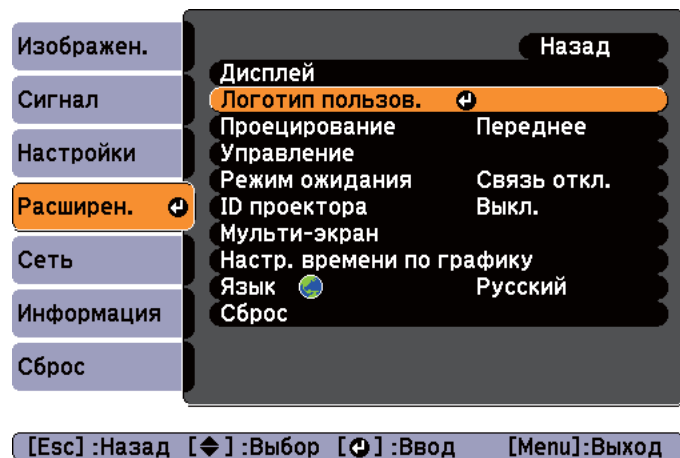 Изображен.
Сигнал
Настройки
Расширен.
Сеть
Информация
Сброс
Назад
Дисплей
Логотип пользов.
Проецирование Переднее
Управление
Режим ожидания Связь откл.
ID проектора Выкл.
Мульти-экран
Настр. времени по графику
Язык Русский
Сброс
[Esc] :Назад [◆] :Выбор [⏎] :Ввод [Menu]:Выход